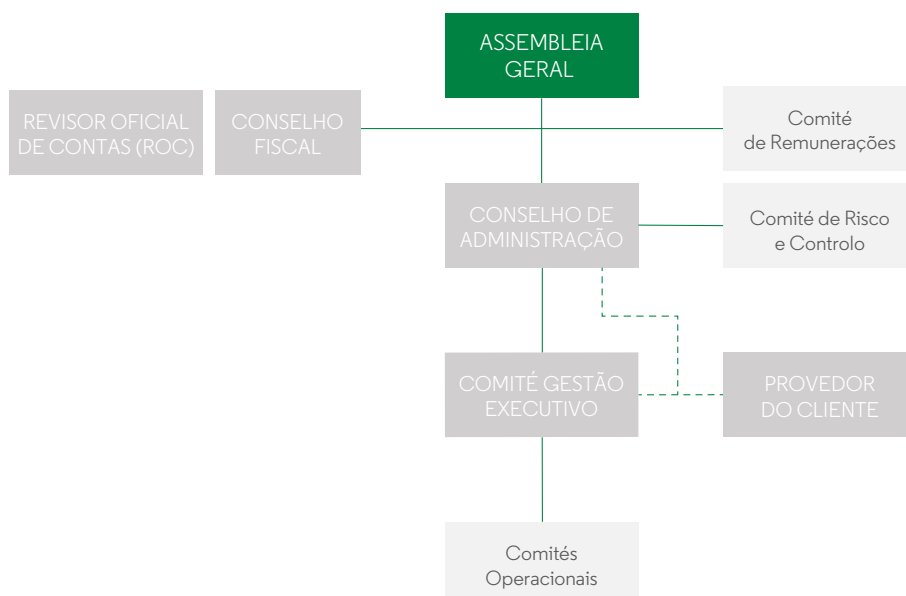 ASSEMBLEIA
GERAL
REVISOR OFICIAL
DE CONTAS (ROC)
CONSELHO
FISCAL
Comité
de Remunerações
CONSELHO DE
ADMINISTRAÇÃO
Comité de Risco
e Controlo
COMITÉ GESTÃO
EXECUTIVO
PROVEDOR
DO CLIENTE
Comités
Operacionais